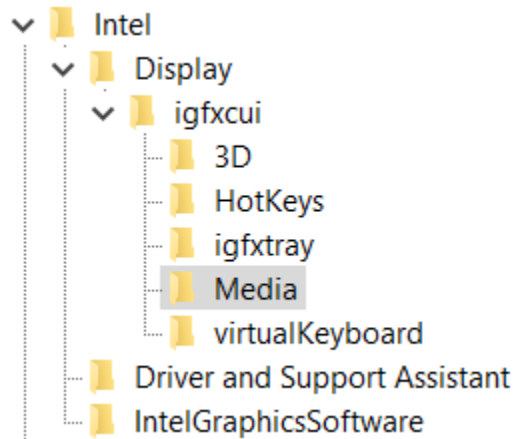 Intel
Display
igfxcui
3D
HotKeys
igfxtray
Media
virtualKeyboard
Driver and Support Assistant
IntelGraphicsSoftware